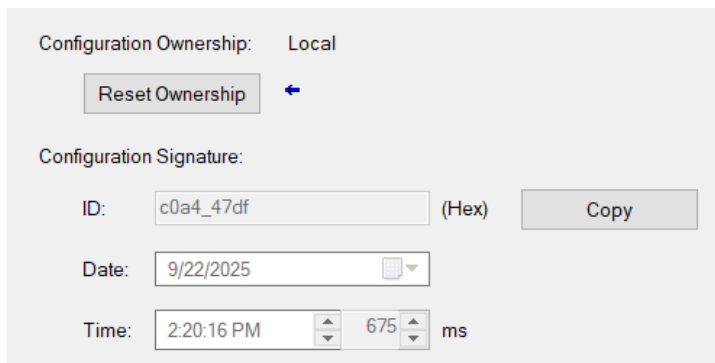 Configuration Ownership: Local
Reset Ownership
Configuration Signature:
ID: c0a4_47df (Hex) Copy
Date: 9/22/2025
Time: 2:20:16 PM 675 ms